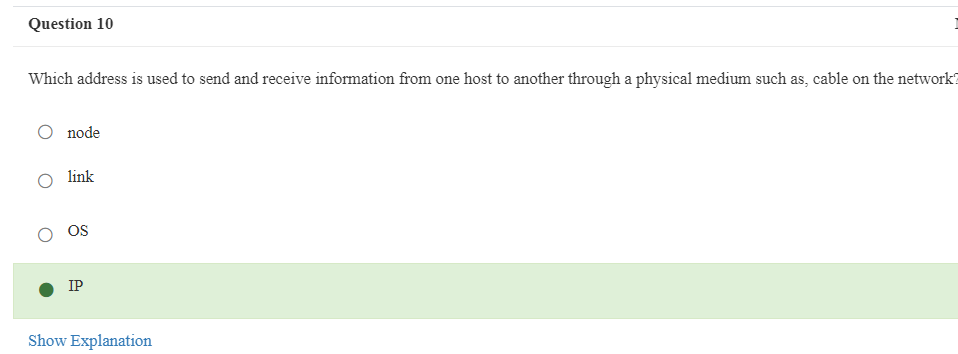 Question 10
Which address is used to send and receive information from one host to another through a physical medium such as, cable on the network?
node
link
OS
IP
Show Explanation